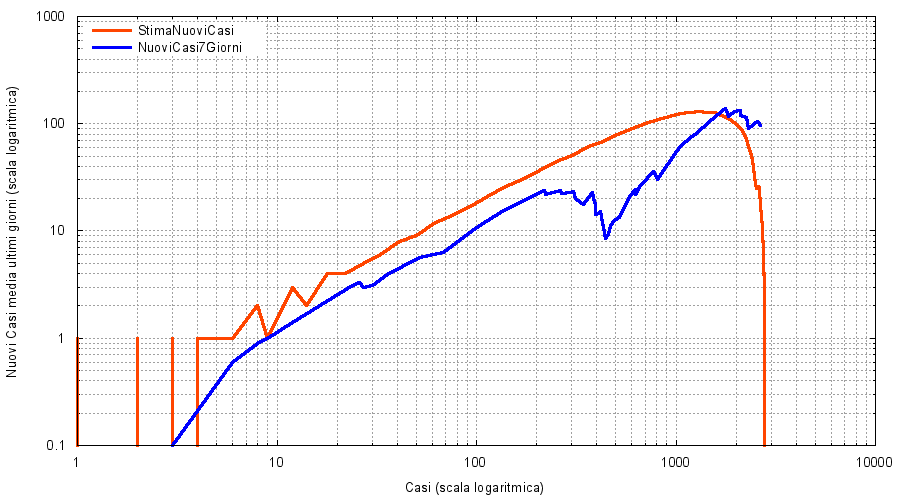 1000
StimaNuoviCasi
NuoviCasi7Giorni
100
10
1
0.1
Nuovi Casi media ultimi giorni (scala logaritmica)
1 10 100 1000 10000
Casi (scala logaritmica)